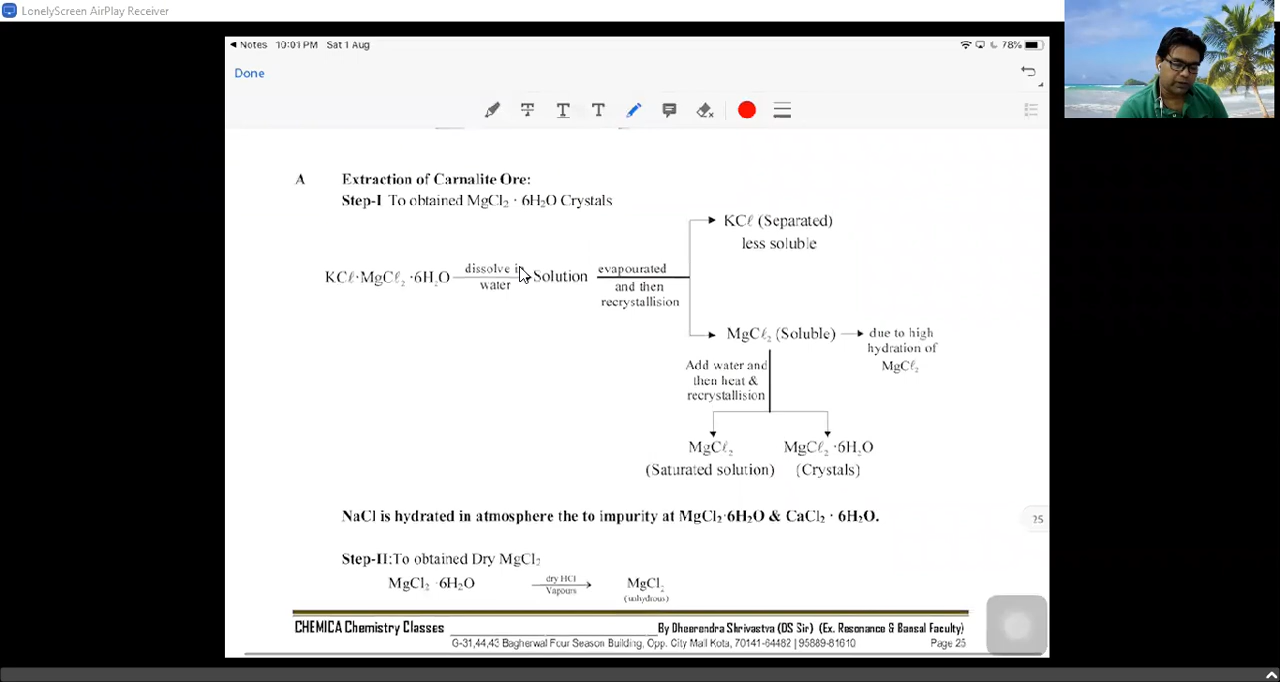 LonelyScreen AirPlay Receiver
Notes 10:01 PM Sat 1 Aug
78%
Done
A Extraction of Carnalite Ore:
Step-I To obtained MgCl₂ · 6H₂O Crystals
KCℓ (Separated)
less soluble
KCℓ·MgCℓ₂ ·6H₂O dissolve in water Solution evapourated and then recrystallision
MgCℓ₂ (Soluble) due to high
hydration of
MgCℓ₂
Add water and
then heat &
recrystallision
MgCℓ₂ MgCℓ₂ ·6H₂O
(Saturated solution) (Crystals)
NaCl is hydrated in atmosphere the to impurity at MgCl₂·6H₂O & CaCl₂ · 6H₂O.
25
Step-II:To obtained Dry MgCl₂
MgCl₂ ·6H₂O dry HCl Vapours MgCl₂
(unhydrous)
CHEMICA Chemistry Classes By Dheerendra Shrivastva (DS Sir) (Ex. Resonance & Bansal Faculty)
G-31,44,43 Bagherwal Four Season Building, Opp. City Mall Kota, 70141-64482 | 95889-81610 Page 25